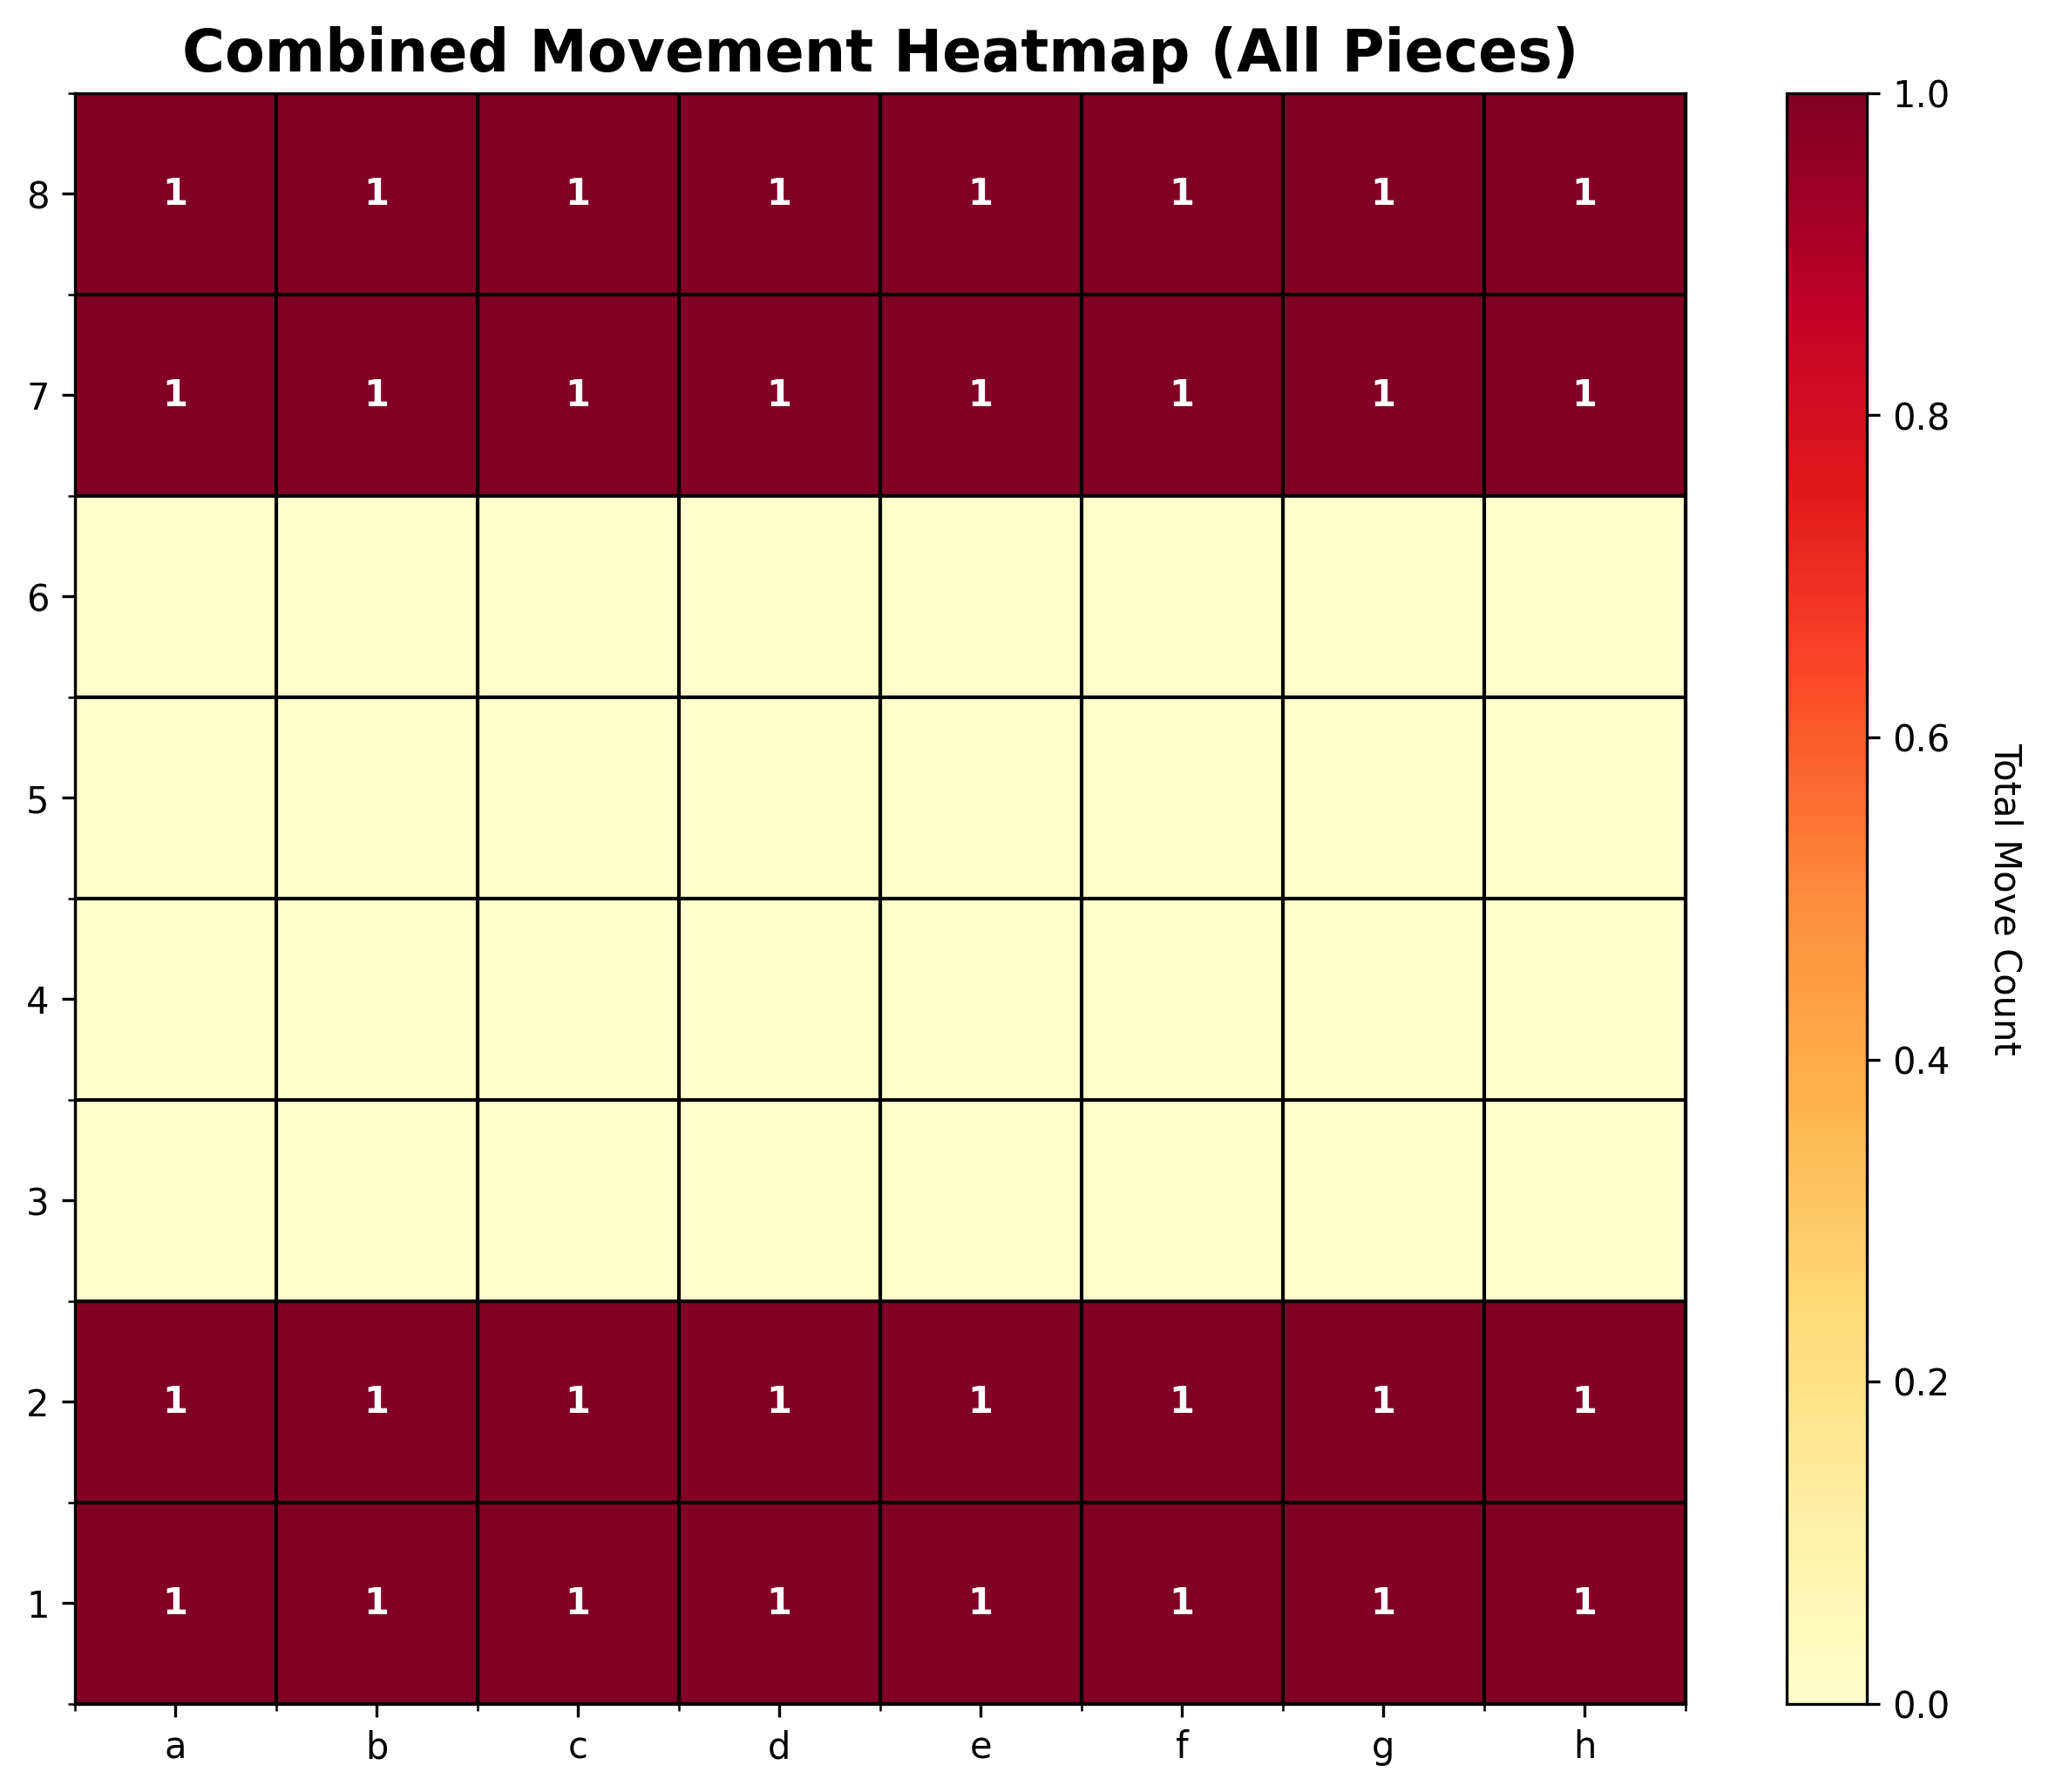 Combined Movement Heatmap (All Pieces)
8 1 1 1 1 1 1 1 1
7 1 1 1 1 1 1 1 1
6
5
4
3
2 1 1 1 1 1 1 1 1
1 1 1 1 1 1 1 1 1
a b c d e f g h
1.0
0.8
0.6
0.4
0.2
0.0
Total Move Count